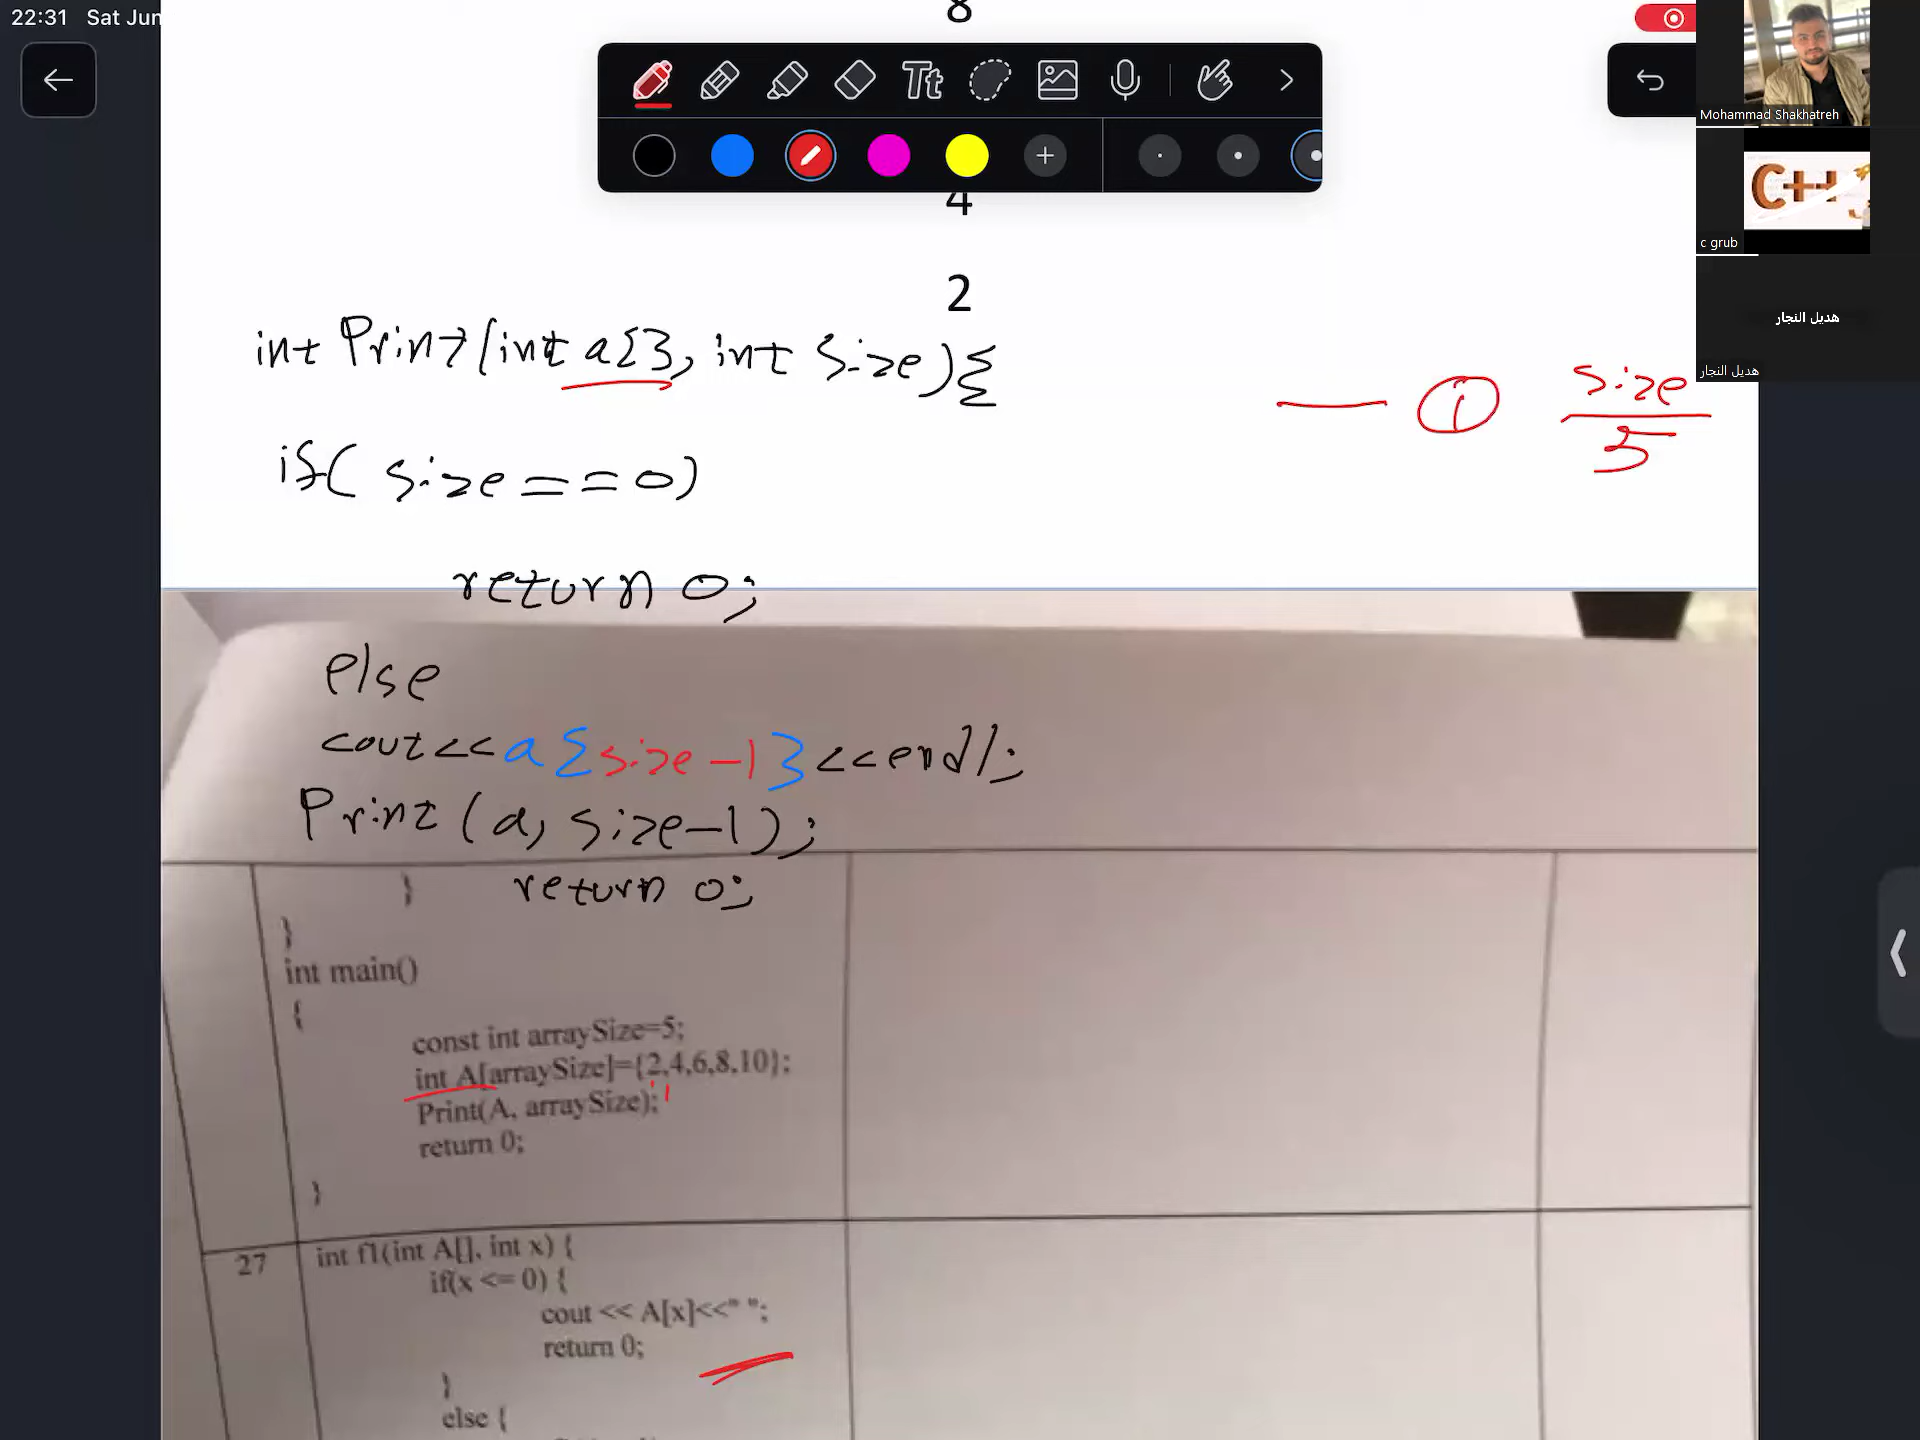 22:31 Sat Jun
8
Tt
Mohammad Shakhatreh
4
C++
c grub
2
هديل النجار
هديل النجار
int Print(int a[], int size){
1 size
5
if( size == 0)
return 0;
else
cout<<a[size-1]<<endl;
Print (a, size-1);
} return 0;
}
int main()
{
const int arraySize=5;
int A[arraySize]={2,4,6,8,10};
Print(A, arraySize);
return 0;
}
27 int f1(int A[], int x) {
if(x <= 0) {
cout << A[x]<<" ";
return 0;
}
else {